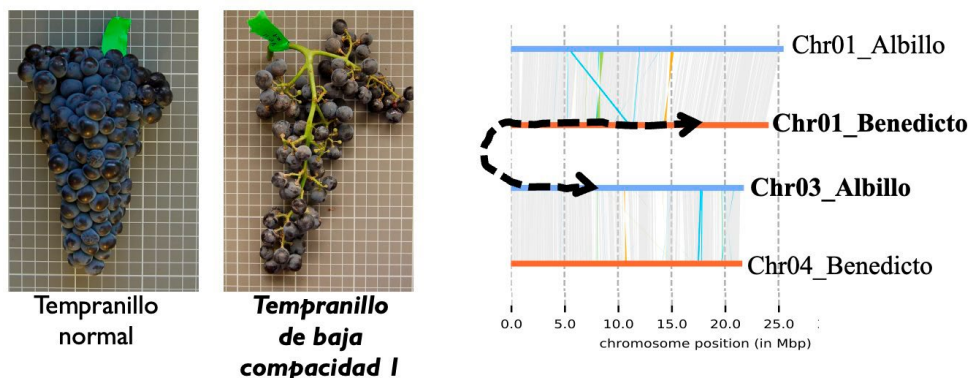 Tempranillo
normal
Tempranillo
de baja
compacidad 1
Chr01_Albillo
Chr01_Benedicto
Chr03_Albillo
Chr04_Benedicto
0.0 5.0 10.0 15.0 20.0 25.0
chromosome position (in Mbp)